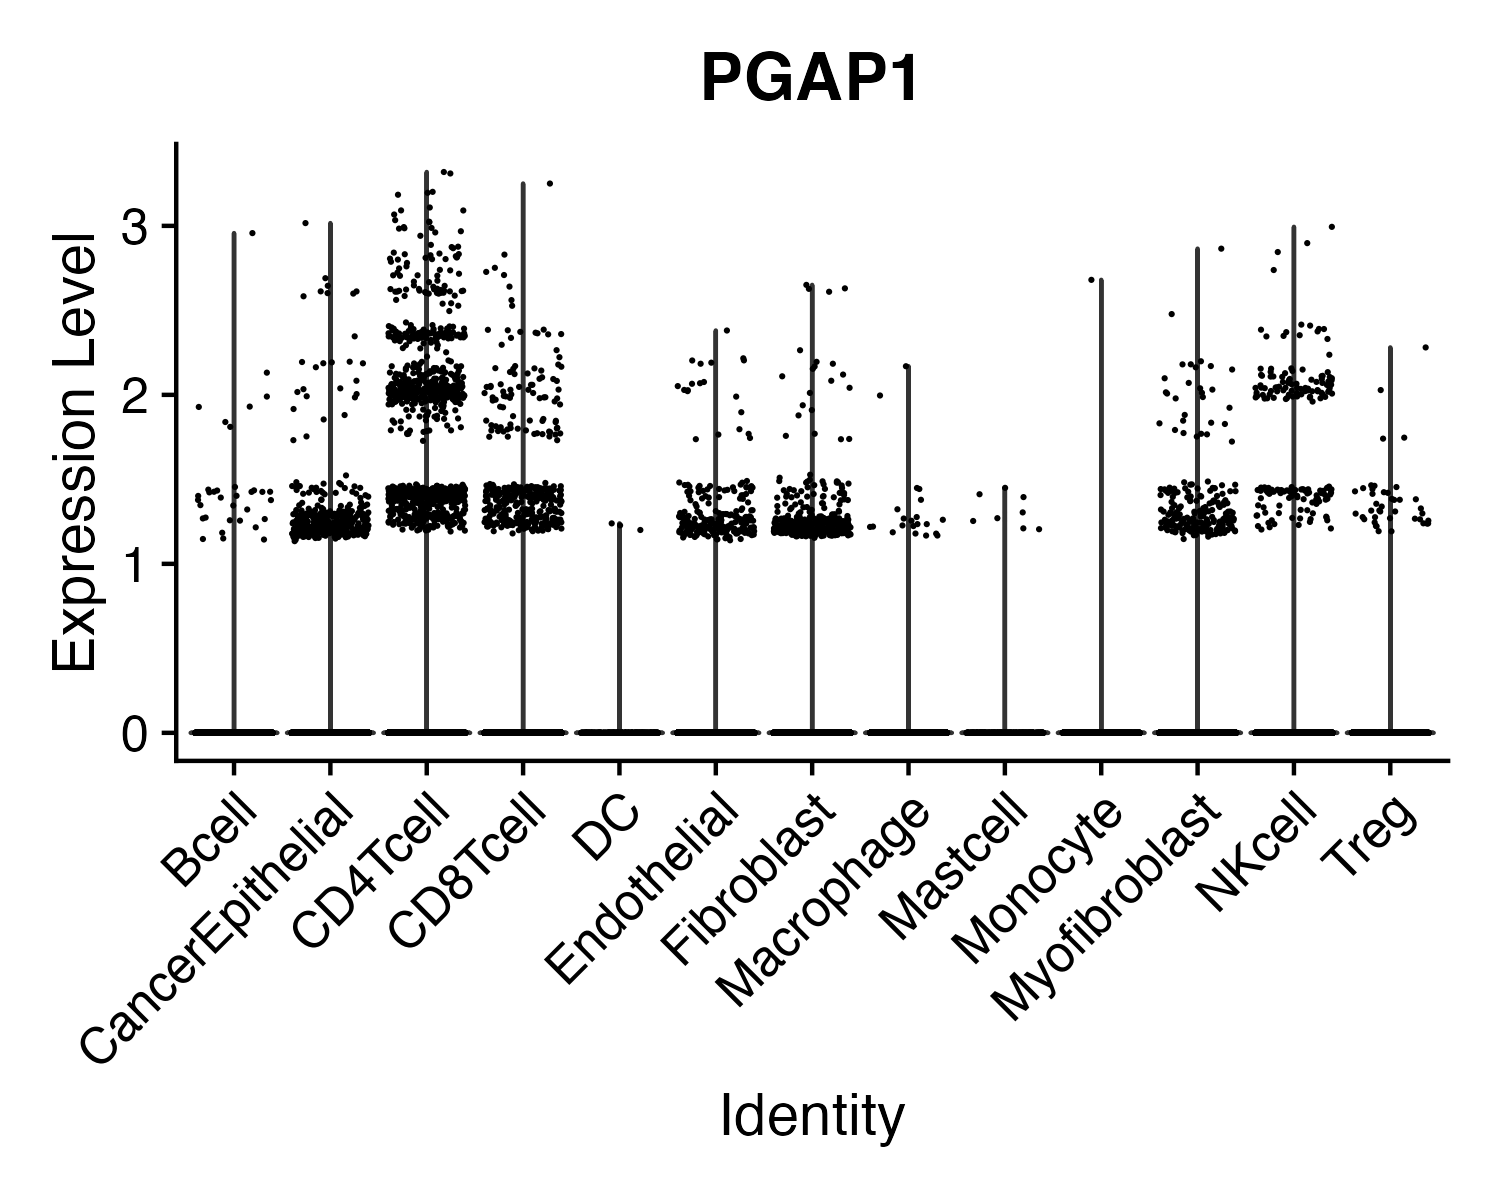 PGAP1
Expression Level
3
2
1
0
Bcell
CancerEpithelial
CD4Tcell
CD8Tcell
DC
Endothelial
Fibroblast
Macrophage
Mastcell
Monocyte
Myofibroblast
NKcell
Treg
Identity